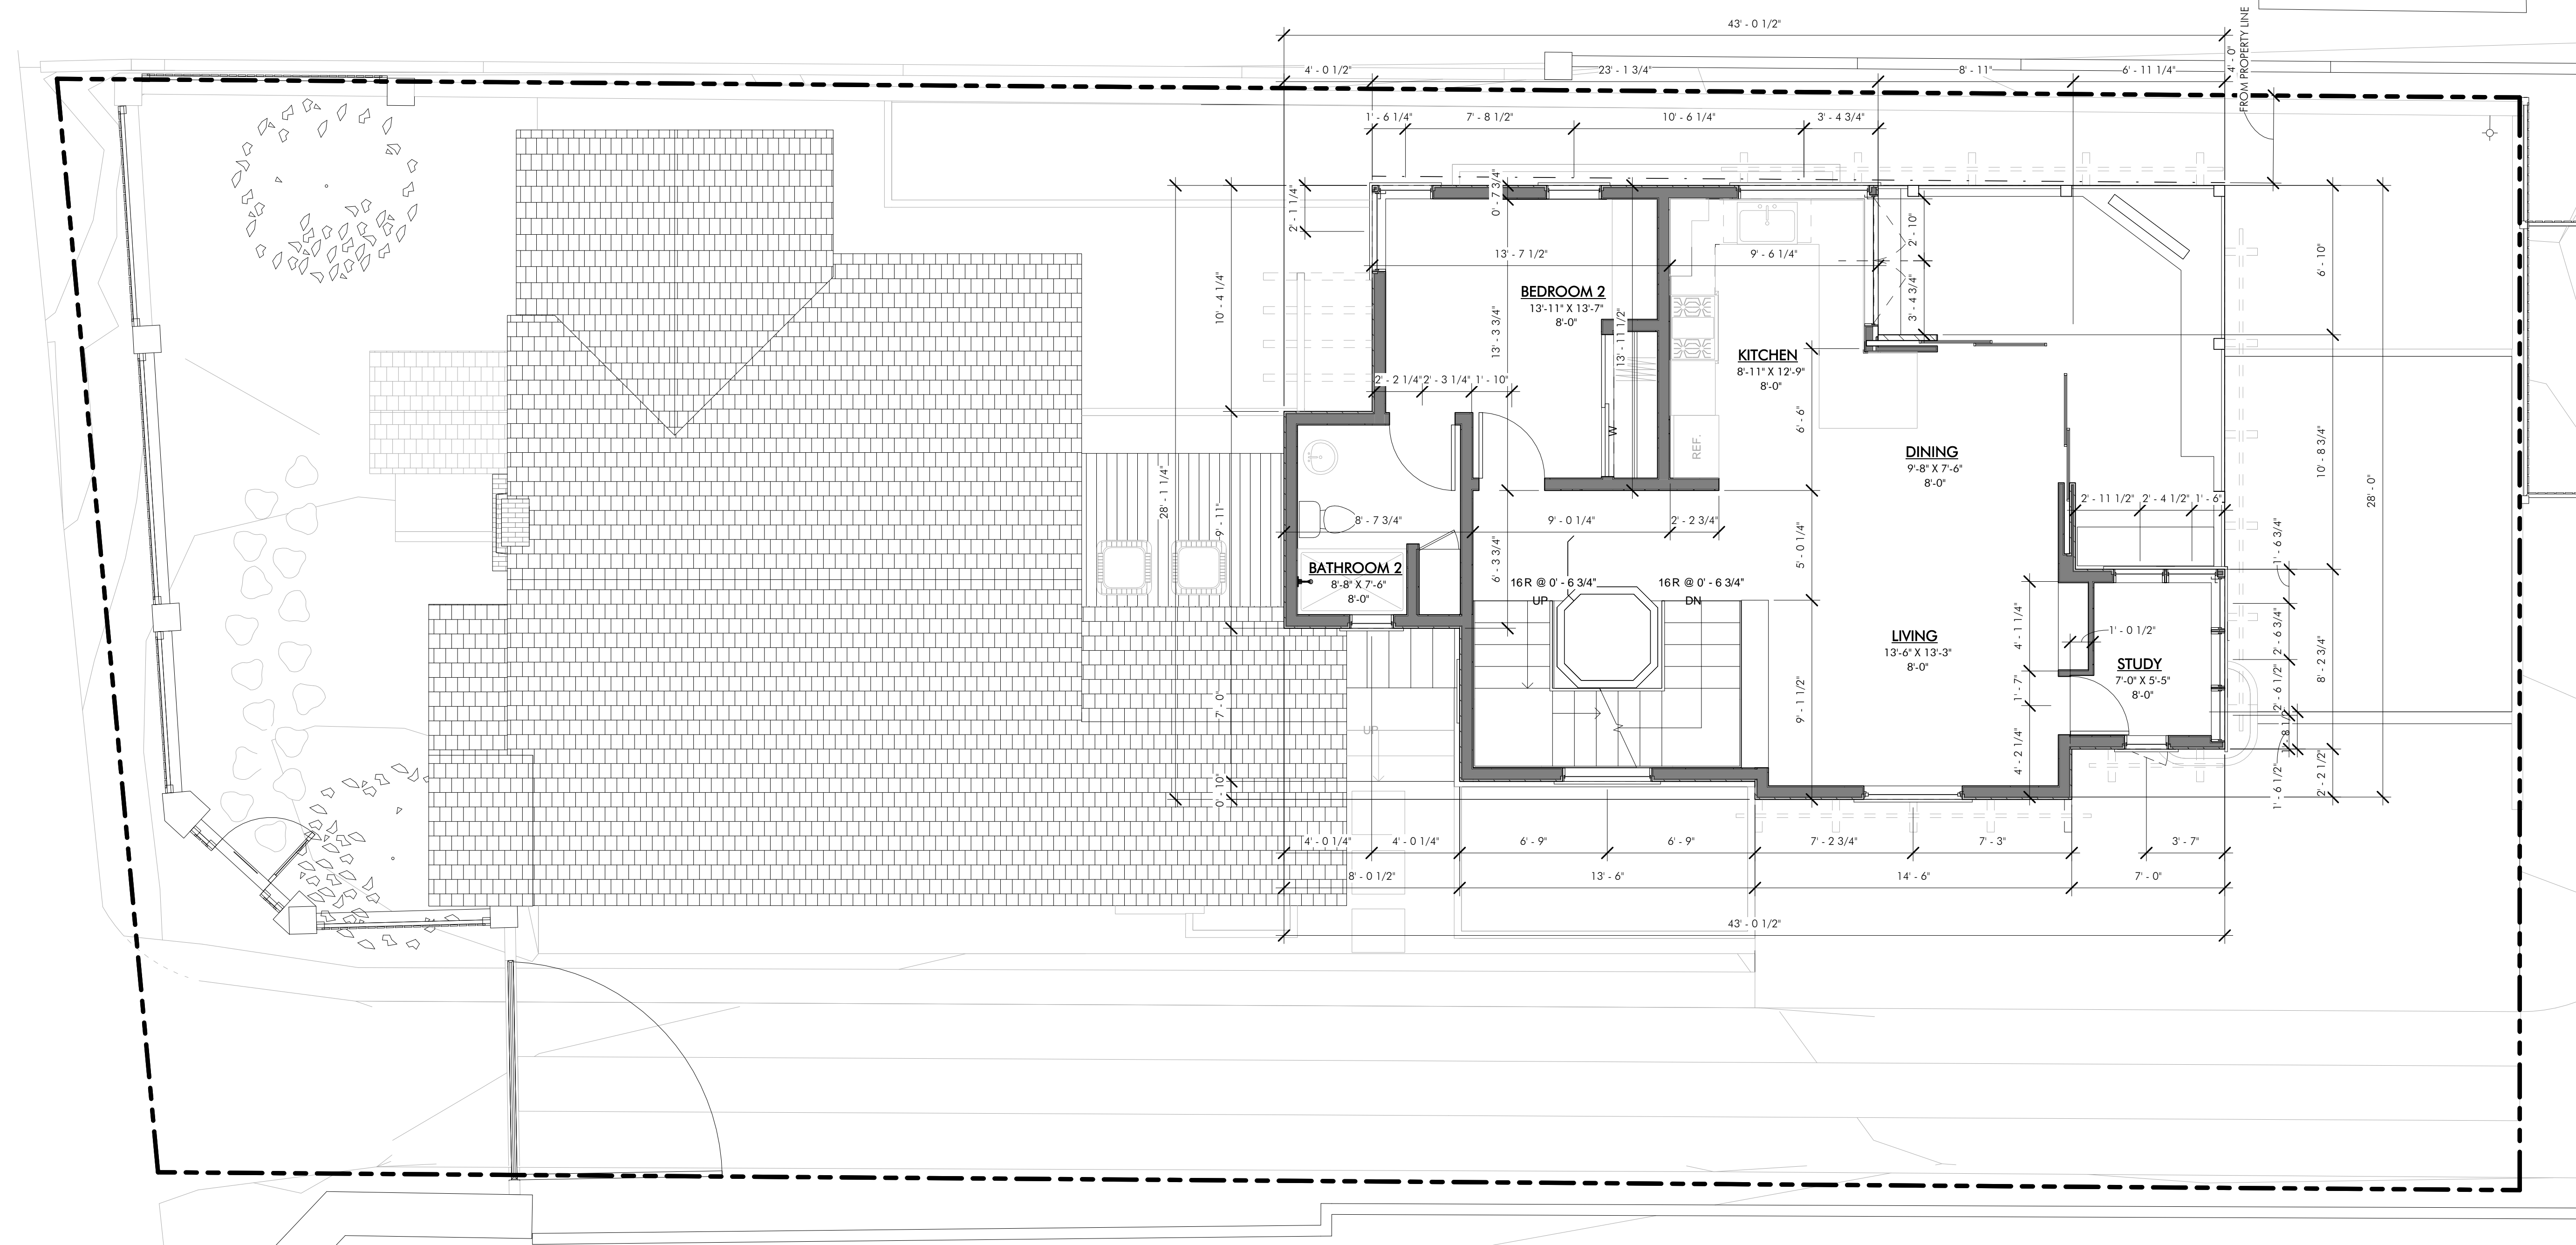 43' - 0 1/2"
4' - 0"
FROM PROPERTY LINE
4' - 0 1/2"
23' - 1 3/4"
8' - 11"
6' - 11 1/4"
1' - 6 1/4"
7' - 8 1/2"
10' - 6 1/4"
3' - 4 3/4"
2' - 1 1/4"
0' - 7 3/4"
2' - 10"
3' - 4 3/4"
13' - 7 1/2"
9' - 6 1/4"
6' - 10"
10' - 4 1/4"
BEDROOM 2
13'-11" X 13'-7"
8'-0"
13' - 3 3/4"
13' - 11 1/2"
KITCHEN
8'-11" X 12'-9"
8'-0"
2' - 2 1/4"
2' - 3 1/4"
1' - 10"
W
REF.
6' - 6"
DINING
9'-8" X 7'-6"
8'-0"
10' - 8 3/4"
28' - 0"
28' - 1 1/4"
9' - 11"
2' - 11 1/2"
2' - 4 1/2"
1' - 6"
8' - 7 3/4"
9' - 0 1/4"
2' - 2 3/4"
6' - 3 3/4"
5' - 0 1/4"
1' - 6 3/4"
BATHROOM 2
8'-8" X 7'-6"
8'-0"
16R @ 0' - 6 3/4"
UP
16R @ 0' - 6 3/4"
DN
LIVING
13'-6" X 13'-3"
8'-0"
4' - 1 1/4"
1' - 0 1/2"
STUDY
7'-0" X 5'-5"
8'-0"
2' - 6 3/4"
2' - 6 1/2"
8' - 2 3/4"
1' - 7"
9' - 1 1/2"
7' - 0"
UP
4' - 2 1/4"
1' - 8 1/2"
1' - 6 1/2"
2' - 2 1/2"
0' - 10"
4' - 0 1/4"
4' - 0 1/4"
6' - 9"
6' - 9"
7' - 2 3/4"
7' - 3"
3' - 7"
8' - 0 1/2"
13' - 6"
14' - 6"
7' - 0"
43' - 0 1/2"